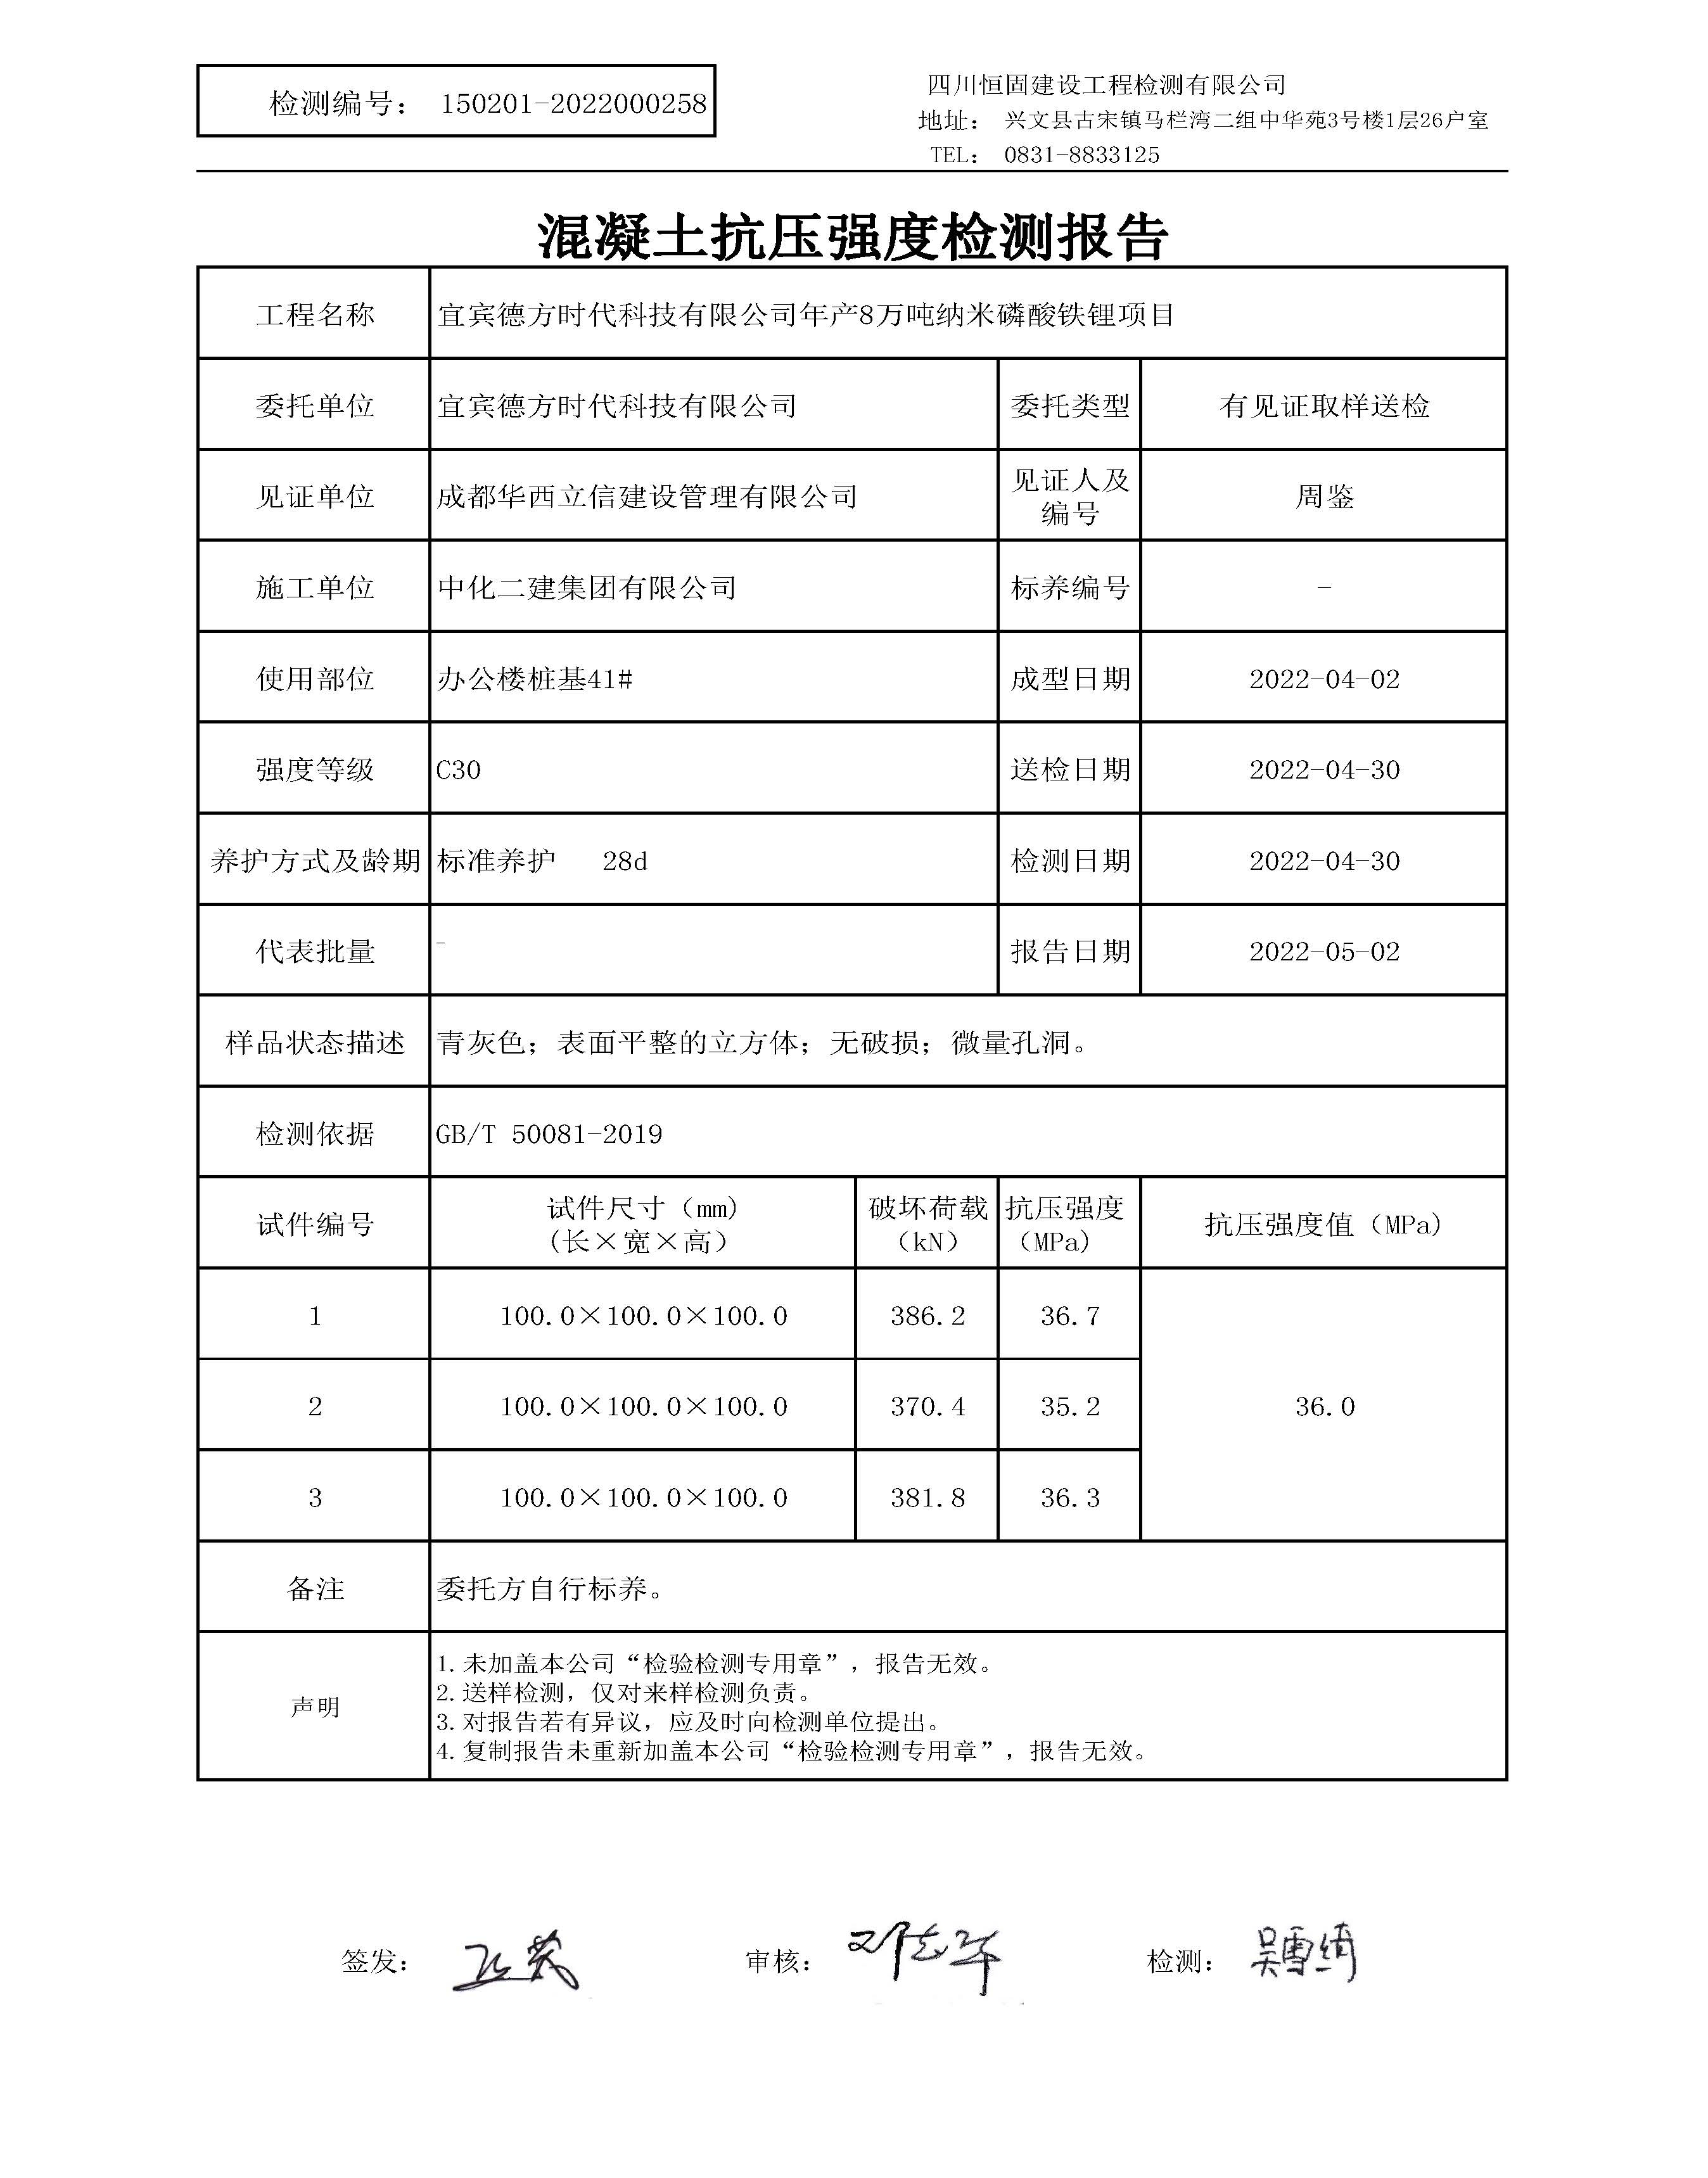 检测编号： 150201-2022000258
四川恒固建设工程检测有限公司
地址： 兴文县古宋镇马栏湾二组中华苑3号楼1层26户室
TEL： 0831-8833125
混凝土抗压强度检测报告
工程名称 宜宾德方时代科技有限公司年产8万吨纳米磷酸铁锂项目
委托单位 宜宾德方时代科技有限公司 委托类型 有见证取样送检
见证单位 成都华西立信建设管理有限公司 见证人及编号 周鉴
施工单位 中化二建集团有限公司 标养编号 -
使用部位 办公楼桩基41# 成型日期 2022-04-02
强度等级 C30 送检日期 2022-04-30
养护方式及龄期 标准养护 28d 检测日期 2022-04-30
代表批量 - 报告日期 2022-05-02
样品状态描述 青灰色；表面平整的立方体；无破损；微量孔洞。
检测依据 GB/T 50081-2019
试件编号 试件尺寸（mm）（长×宽×高） 破坏荷载（kN） 抗压强度（MPa） 抗压强度值（MPa）
1 100.0×100.0×100.0 386.2 36.7
2 100.0×100.0×100.0 370.4 35.2 36.0
3 100.0×100.0×100.0 381.8 36.3
备注 委托方自行标养。
声明
1.未加盖本公司“检验检测专用章”，报告无效。
2.送样检测，仅对来样检测负责。
3.对报告若有异议，应及时向检测单位提出。
4.复制报告未重新加盖本公司“检验检测专用章”，报告无效。
签发： 审核： 检测： 吴雪绮